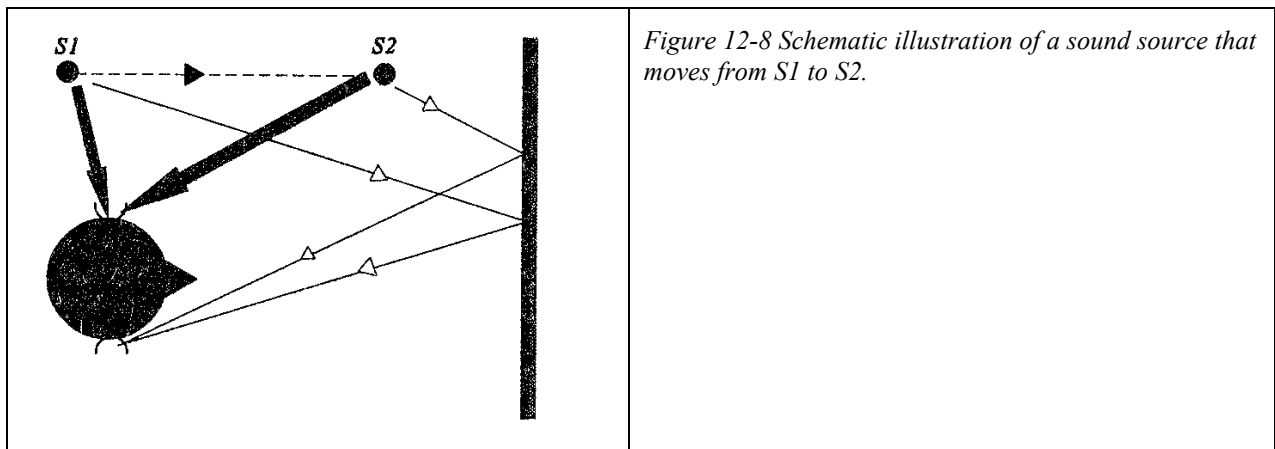 S1
S2
Figure 12-8 Schematic illustration of a sound source that
moves from S1 to S2.